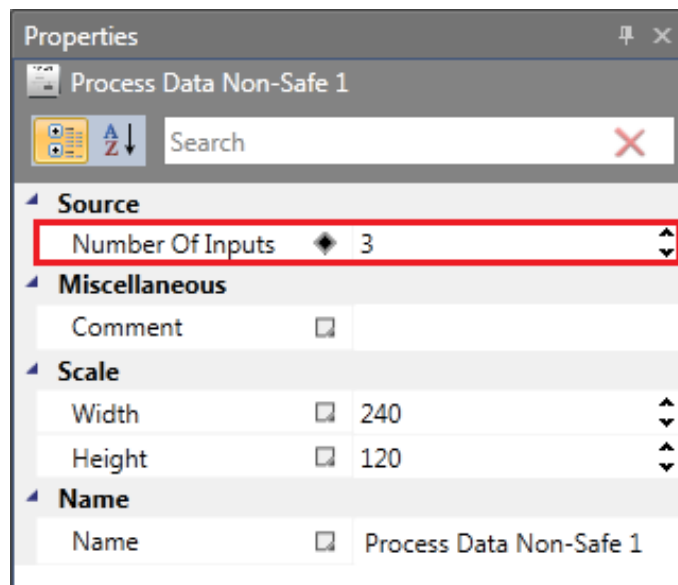 Properties
Process Data Non-Safe 1
A Z Search
Source
Number Of Inputs 3
Miscellaneous
Comment
Scale
Width 240
Height 120
Name
Name Process Data Non-Safe 1